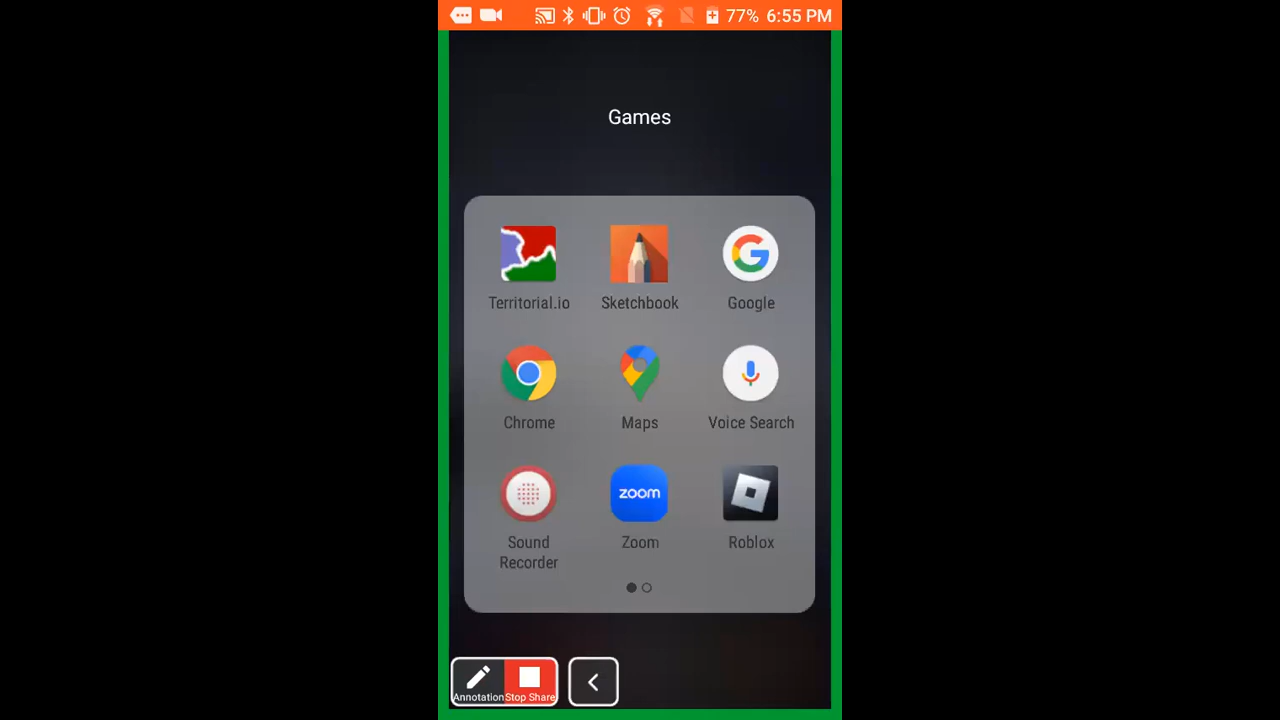 77% 6:55 PM
Games
Territorial.io Sketchbook Google
G
Chrome Maps Voice Search
zoom
Sound Recorder Zoom Roblox
Annotation Stop Share